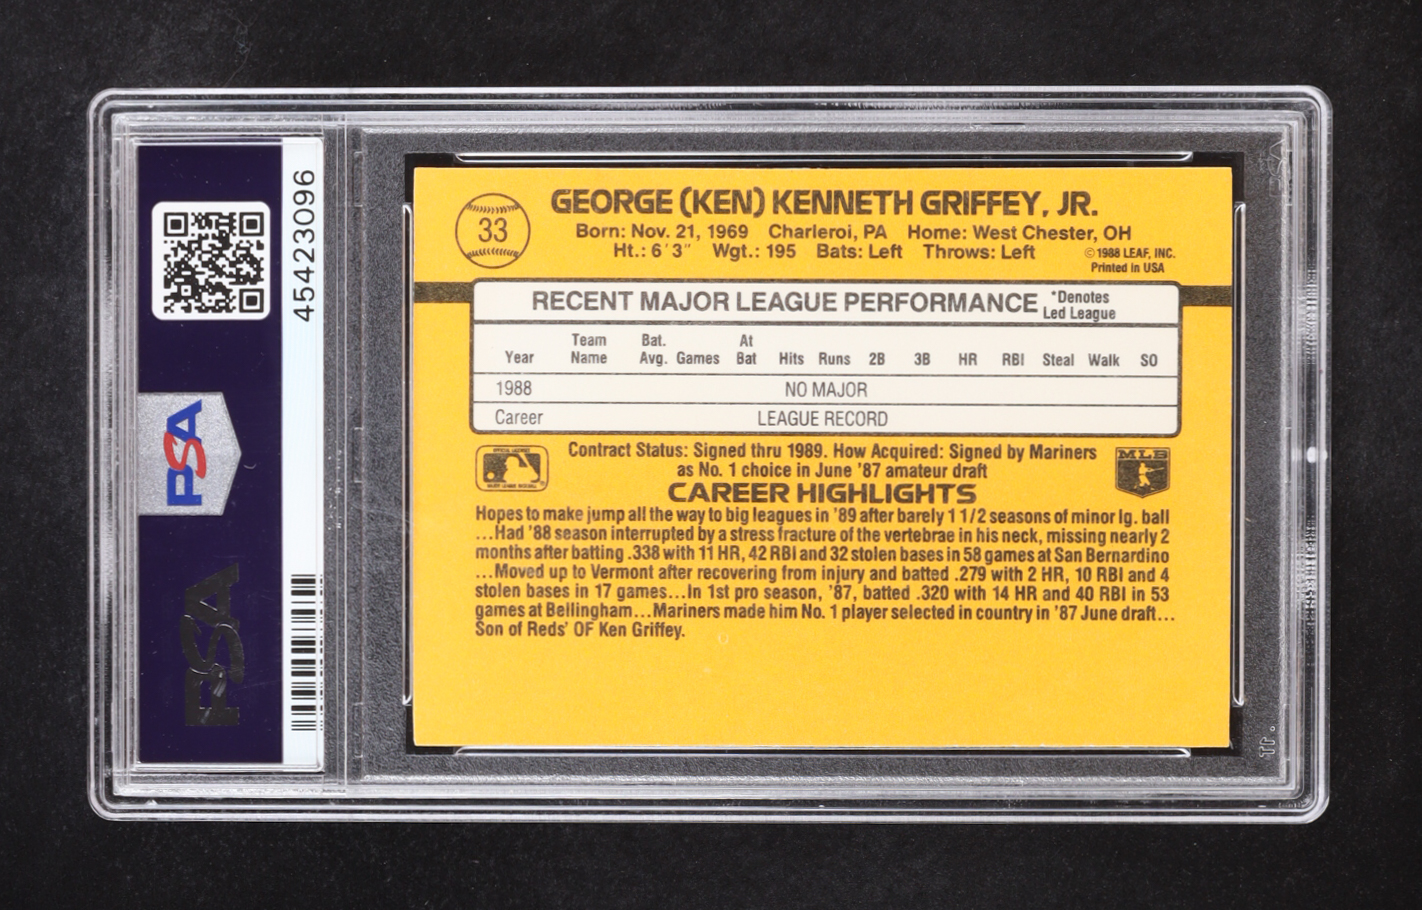 45423096
PSA
PSA
33
GEORGE (KEN) KENNETH GRIFFEY, JR.
Born: Nov. 21, 1969 Charleroi, PA Home: West Chester, OH
Ht.: 6'3" Wgt.: 195 Bats: Left Throws: Left
©1988 LEAF, INC.
Printed in USA
RECENT MAJOR LEAGUE PERFORMANCE
*Denotes
Led League
Year Team Name Bat. Avg. Games At Bat Hits Runs 2B 3B HR RBI Steal Walk SO
1988 NO MAJOR
Career LEAGUE RECORD
Contract Status: Signed thru 1989. How Acquired: Signed by Mariners
as No. 1 choice in June '87 amateur draft
MLB
CAREER HIGHLIGHTS
Hopes to make jump all the way to big leagues in '89 after barely 1 1/2 seasons of minor lg. ball
...Had '88 season interrupted by a stress fracture of the vertebrae in his neck, missing nearly 2
months after batting .338 with 11 HR, 42 RBI and 32 stolen bases in 58 games at San Bernardino
...Moved up to Vermont after recovering from injury and batted .279 with 2 HR, 10 RBI and 4
stolen bases in 17 games...In 1st pro season, '87, batted .320 with 14 HR and 40 RBI in 53
games at Bellingham...Mariners made him No. 1 player selected in country in '87 June draft...
Son of Reds' OF Ken Griffey.